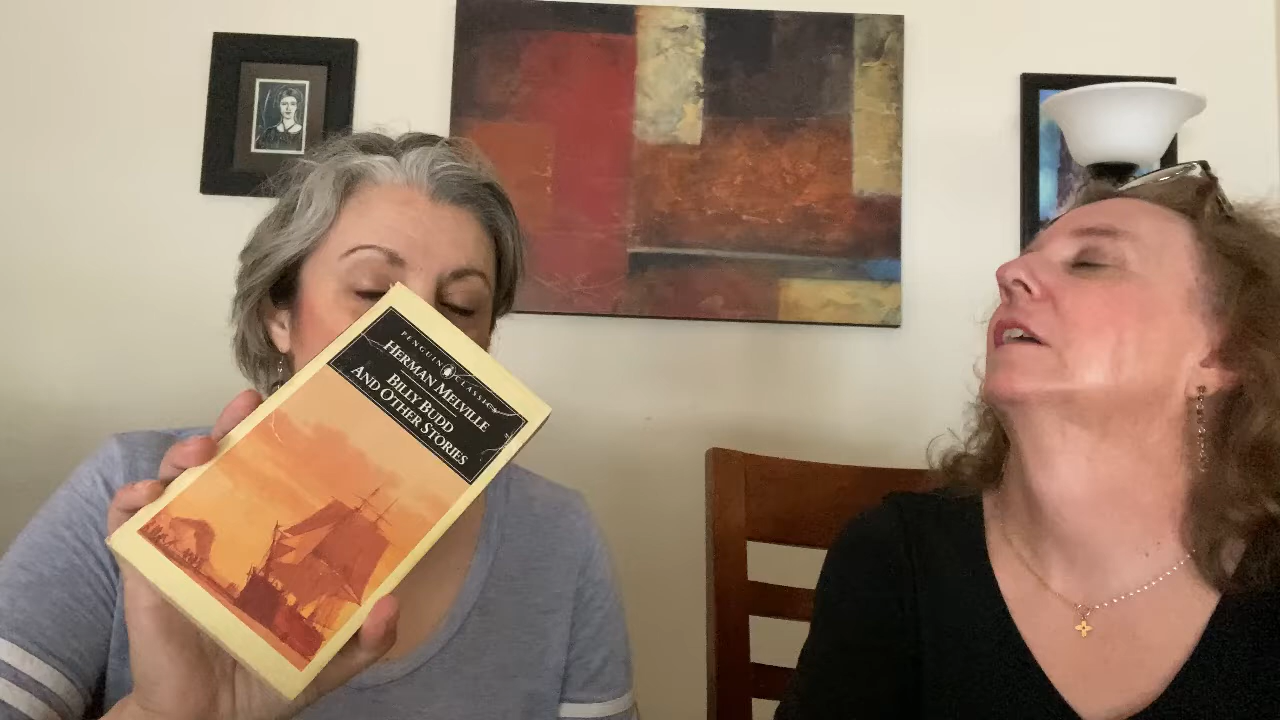 PENGUIN CLASSICS
HERMAN MELVILLE
BILLY BUDD
AND OTHER STORIES